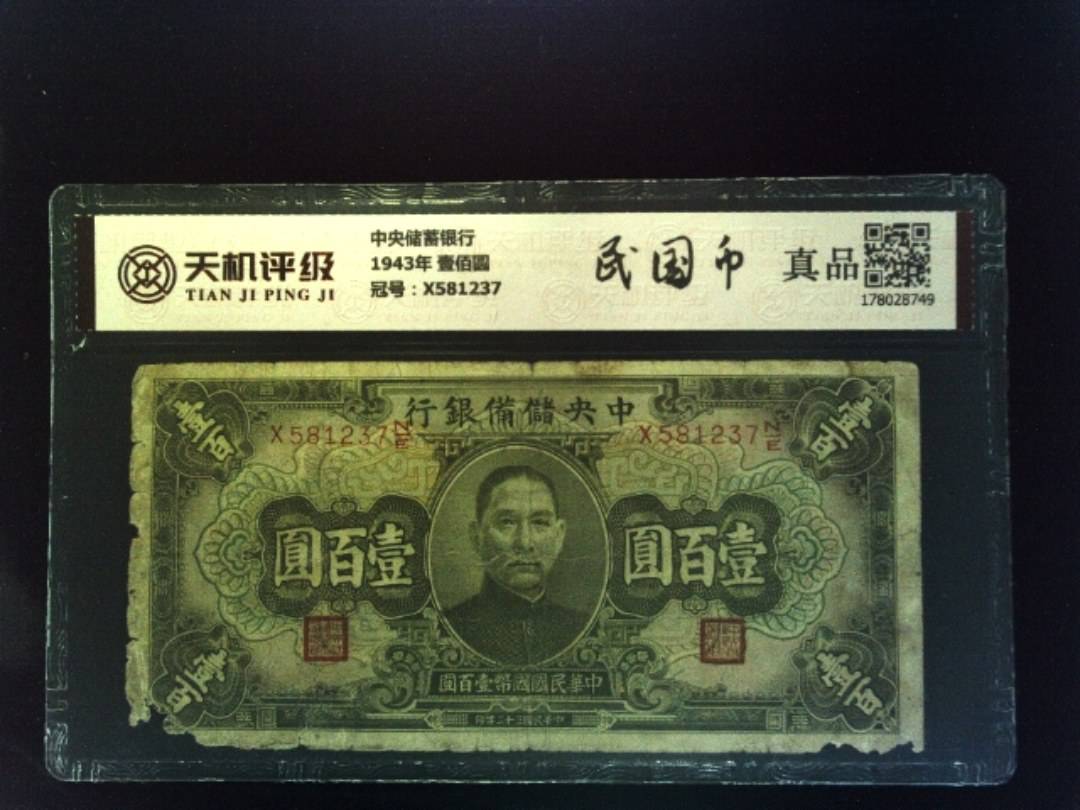 天机评级
TIAN JI PING JI
中央储蓄银行
1943年 壹佰圆
冠号：X581237
民国币
真品
178028749
壹百
行銀備儲央中
壹百
X581237
X581237
圓百壹
圓百壹
圓百壹幣國國民華中
壹百
壹百